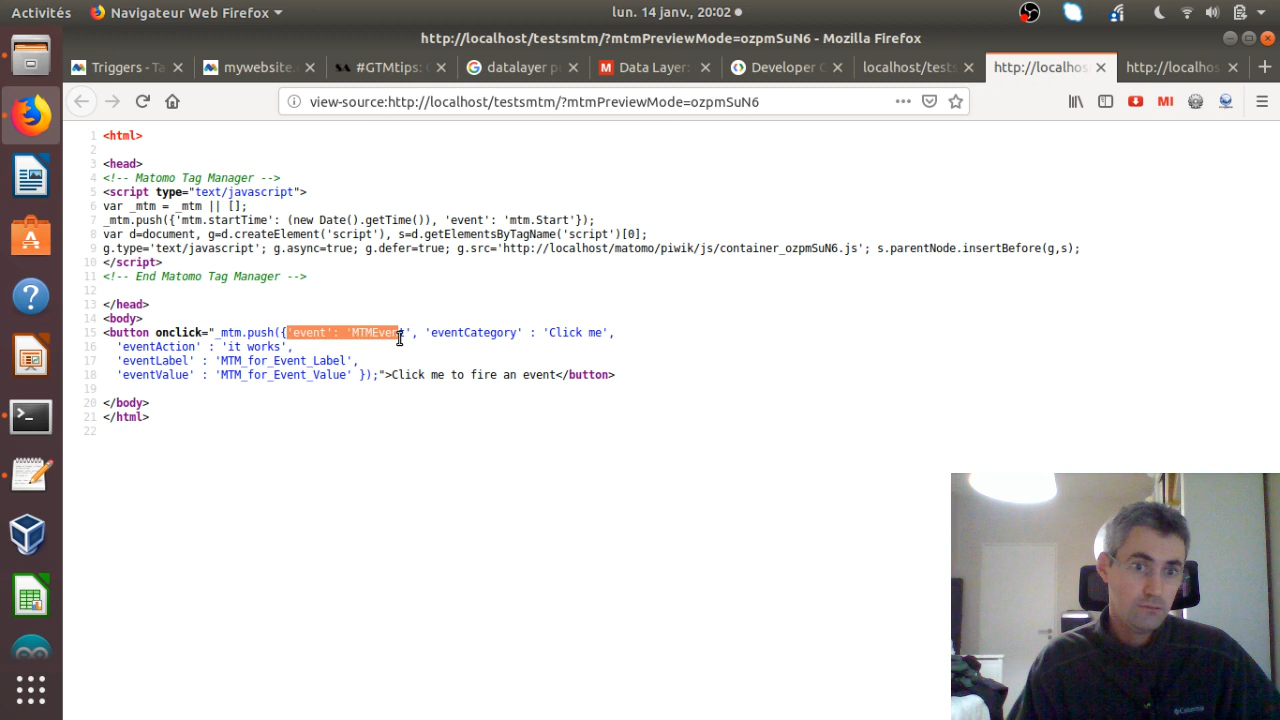 Activités Navigateur Web Firefox lun. 14 janv., 20:02
http://localhost/testsmtm/?mtmPreviewMode=ozpmSuN6 - Mozilla Firefox
Triggers - Ta mywebsite. #GTMtips: datalayer p Data Layer: Developer localhost/tests http://localhos http://localhos
view-source:http://localhost/testsmtm/?mtmPreviewMode=ozpmSuN6
1 <html>
2
3 <head>
4 <!-- Matomo Tag Manager -->
5 <script type="text/javascript">
6 var _mtm = _mtm || [];
7 _mtm.push({'mtm.startTime': (new Date().getTime()), 'event': 'mtm.Start'});
8 var d=document, g=d.createElement('script'), s=d.getElementsByTagName('script')[0];
9 g.type='text/javascript'; g.async=true; g.defer=true; g.src='http://localhost/matomo/piwik/js/container_ozpmSuN6.js'; s.parentNode.insertBefore(g,s);
10 </script>
11 <!-- End Matomo Tag Manager -->
12
13 </head>
14 <body>
15 <button onclick="_mtm.push({'event': 'MTMEvent', 'eventCategory' : 'Click me',
16 'eventAction' : 'it works',
17 'eventLabel' : 'MTM_for_Event_Label',
18 'eventValue' : 'MTM_for_Event_Value' });">Click me to fire an event</button>
19
20 </body>
21 </html>
22
Columbia